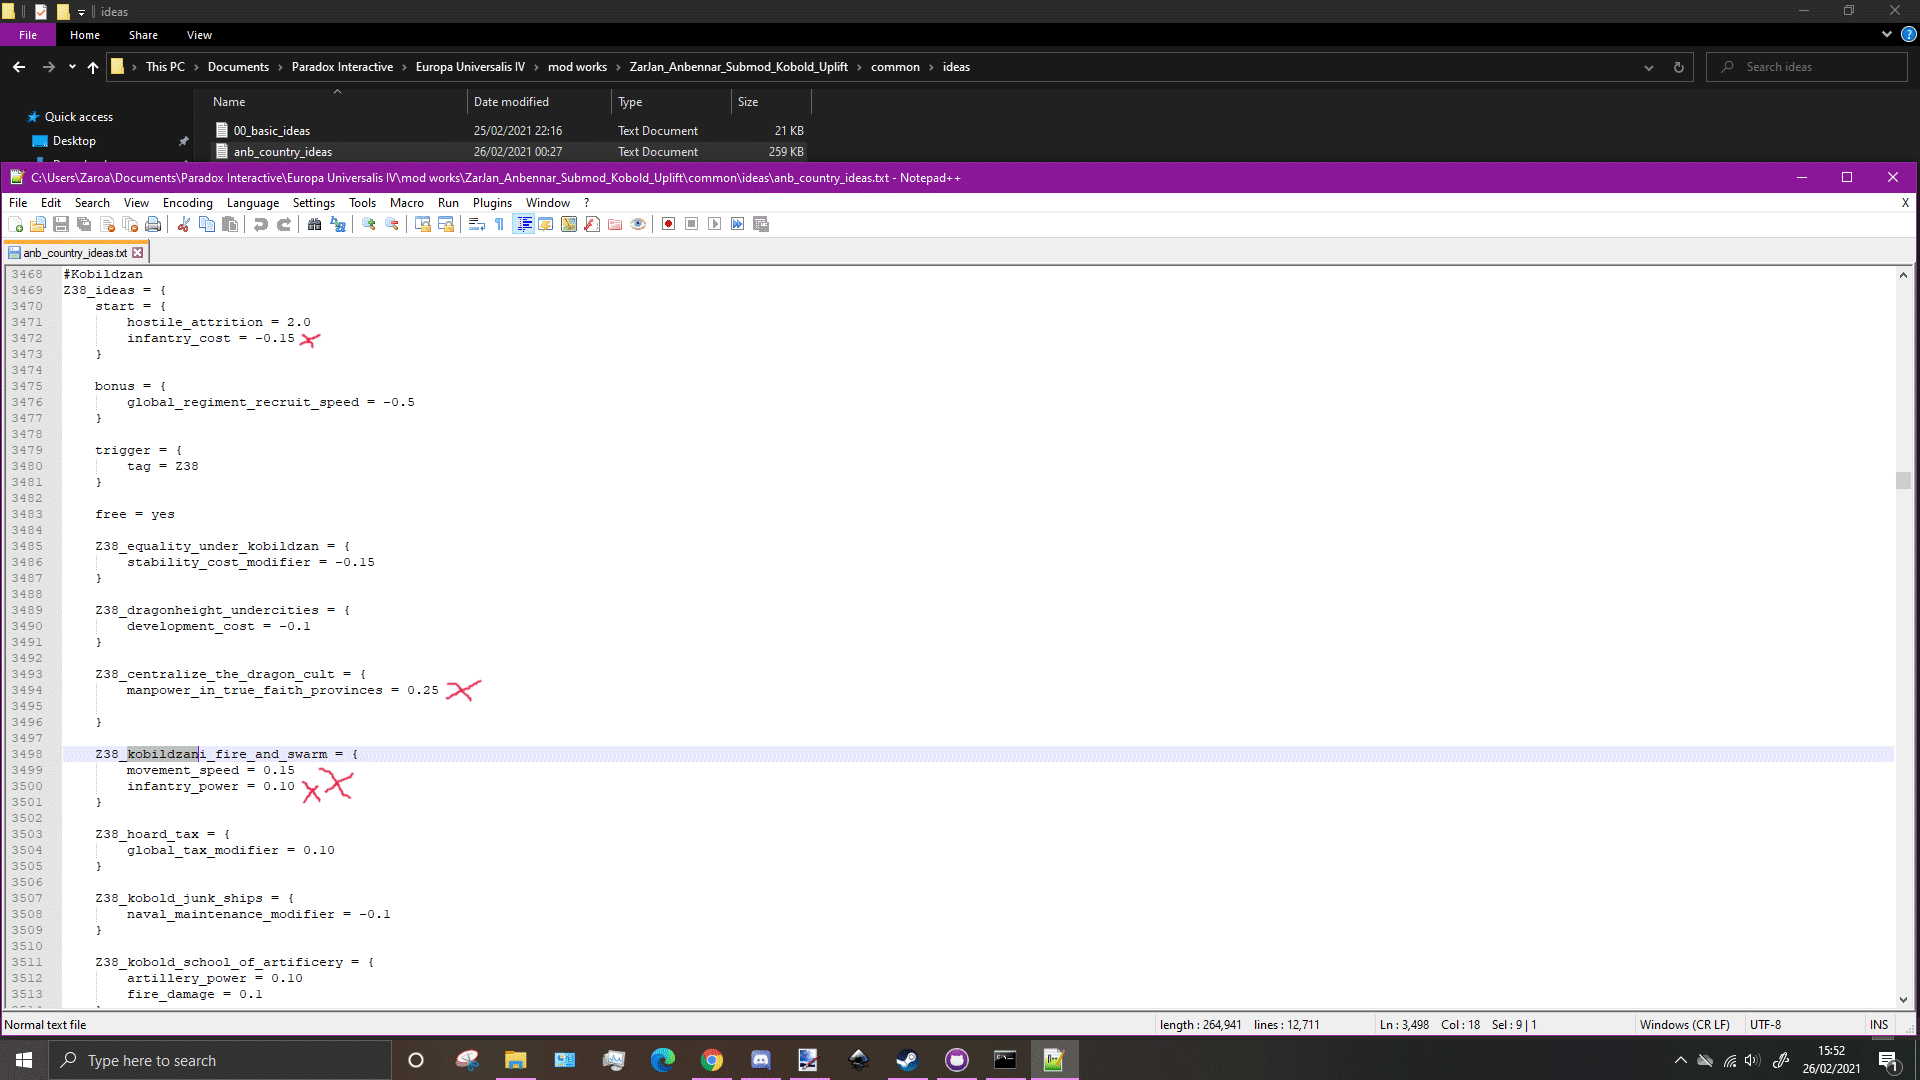 ideas
File Home Share View
This PC > Documents > Paradox Interactive > Europa Universalis IV > mod works > ZarJan_Anbennar_Submod_Kobold_Uplift > common > ideas
Search ideas
Name Date modified Type Size
Quick access
00_basic_ideas 25/02/2021 22:16 Text Document 21 KB
Desktop
anb_country_ideas 26/02/2021 00:27 Text Document 259 KB
C:\Users\Zaroa\Documents\Paradox Interactive\Europa Universalis IV\mod works\ZarJan_Anbennar_Submod_Kobold_Uplift\common\ideas\anb_country_ideas.txt - Notepad++
File Edit Search View Encoding Language Settings Tools Macro Run Plugins Window ? X
anb_country_ideas.txt
3468 #Kobildzan
3469 Z38_ideas = {
3470 start = {
3471 hostile_attrition = 2.0
3472 infantry_cost = -0.15
3473 }
3474
3475 bonus = {
3476 global_regiment_recruit_speed = -0.5
3477 }
3478
3479 trigger = {
3480 tag = Z38
3481 }
3482
3483 free = yes
3484
3485 Z38_equality_under_kobildzan = {
3486 stability_cost_modifier = -0.15
3487 }
3488
3489 Z38_dragonheight_undercities = {
3490 development_cost = -0.1
3491 }
3492
3493 Z38_centralize_the_dragon_cult = {
3494 manpower_in_true_faith_provinces = 0.25
3495
3496 }
3497
3498 Z38_kobildzani_fire_and_swarm = {
3499 movement_speed = 0.15
3500 infantry_power = 0.10
3501 }
3502
3503 Z38_hoard_tax = {
3504 global_tax_modifier = 0.10
3505 }
3506
3507 Z38_kobold_junk_ships = {
3508 naval_maintenance_modifier = -0.1
3509 }
3510
3511 Z38_kobold_school_of_artificery = {
3512 artillery_power = 0.10
3513 fire_damage = 0.1
Normal text file length : 264,941 lines : 12,711 Ln : 3,498 Col : 18 Sel : 9 | 1 Windows (CR LF) UTF-8 INS
Type here to search
15:52
26/02/2021
1